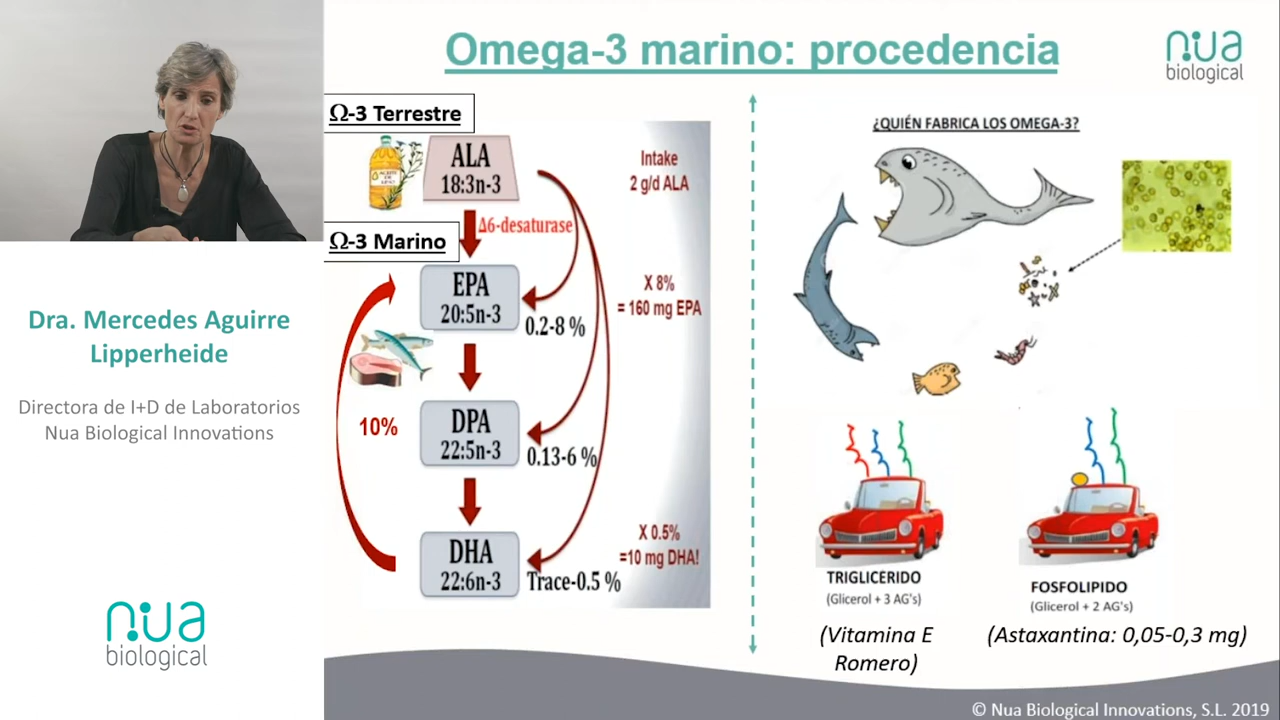 Omega-3 marino: procedencia
nua
biological
Ω-3 Terrestre
ALA
18:3n-3
Intake
2 g/d ALA
Δ6-desaturase
Ω-3 Marino
EPA
20:5n-3
0.2-8 %
X 8%
= 160 mg EPA
10%
DPA
22:5n-3
0.13-6 %
DHA
22:6n-3
Trace-0.5 %
X 0.5%
=10 mg DHA!
¿QUIÉN FABRICA LOS OMEGA-3?
TRIGLICERIDO
(Glicerol + 3 AG's)
(Vitamina E
Romero)
FOSFOLIPIDO
(Glicerol + 2 AG's)
(Astaxantina: 0,05-0,3 mg)
Dra. Mercedes Aguirre
Lipperheide
Directora de I+D de Laboratorios
Nua Biological Innovations
nua
biological
© Nua Biological Innovations, S.L. 2019